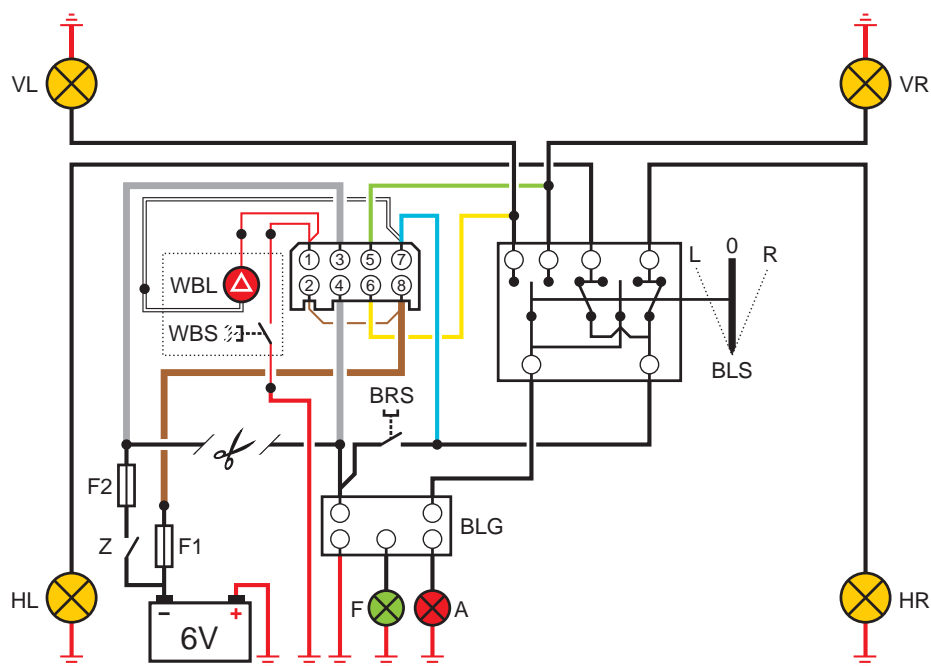 VL
VR
L 0 R
WBL
1 3 5 7
2 4 6 8
WBS
BLS
BRS
F2
BLG
Z
F1
HL
F
A
HR
− +
6V